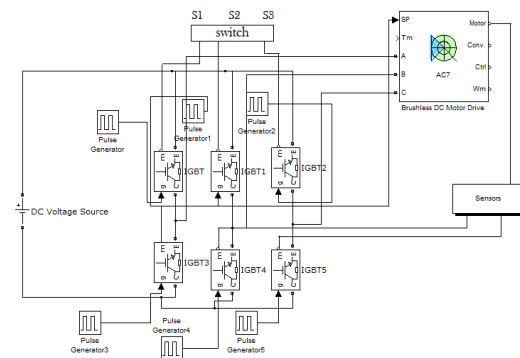 S1 S2 S3
switch
SP
Motor
Tm
Conv.
A
B
Ctrl
C
AC7
Wm
Brushless DC Motor Drive
Pulse
Generator
Pulse
Generator1
Pulse
Generator2
m E
IGBT
g C
m E
IGBT1
g C
m E
IGBT2
g C
DC Voltage Source
+
Sensors
m E
IGBT3
g C
m E
IGBT4
g C
m E
IGBT5
g C
Pulse
Generator3
Pulse
Generator4
Pulse
Generator5